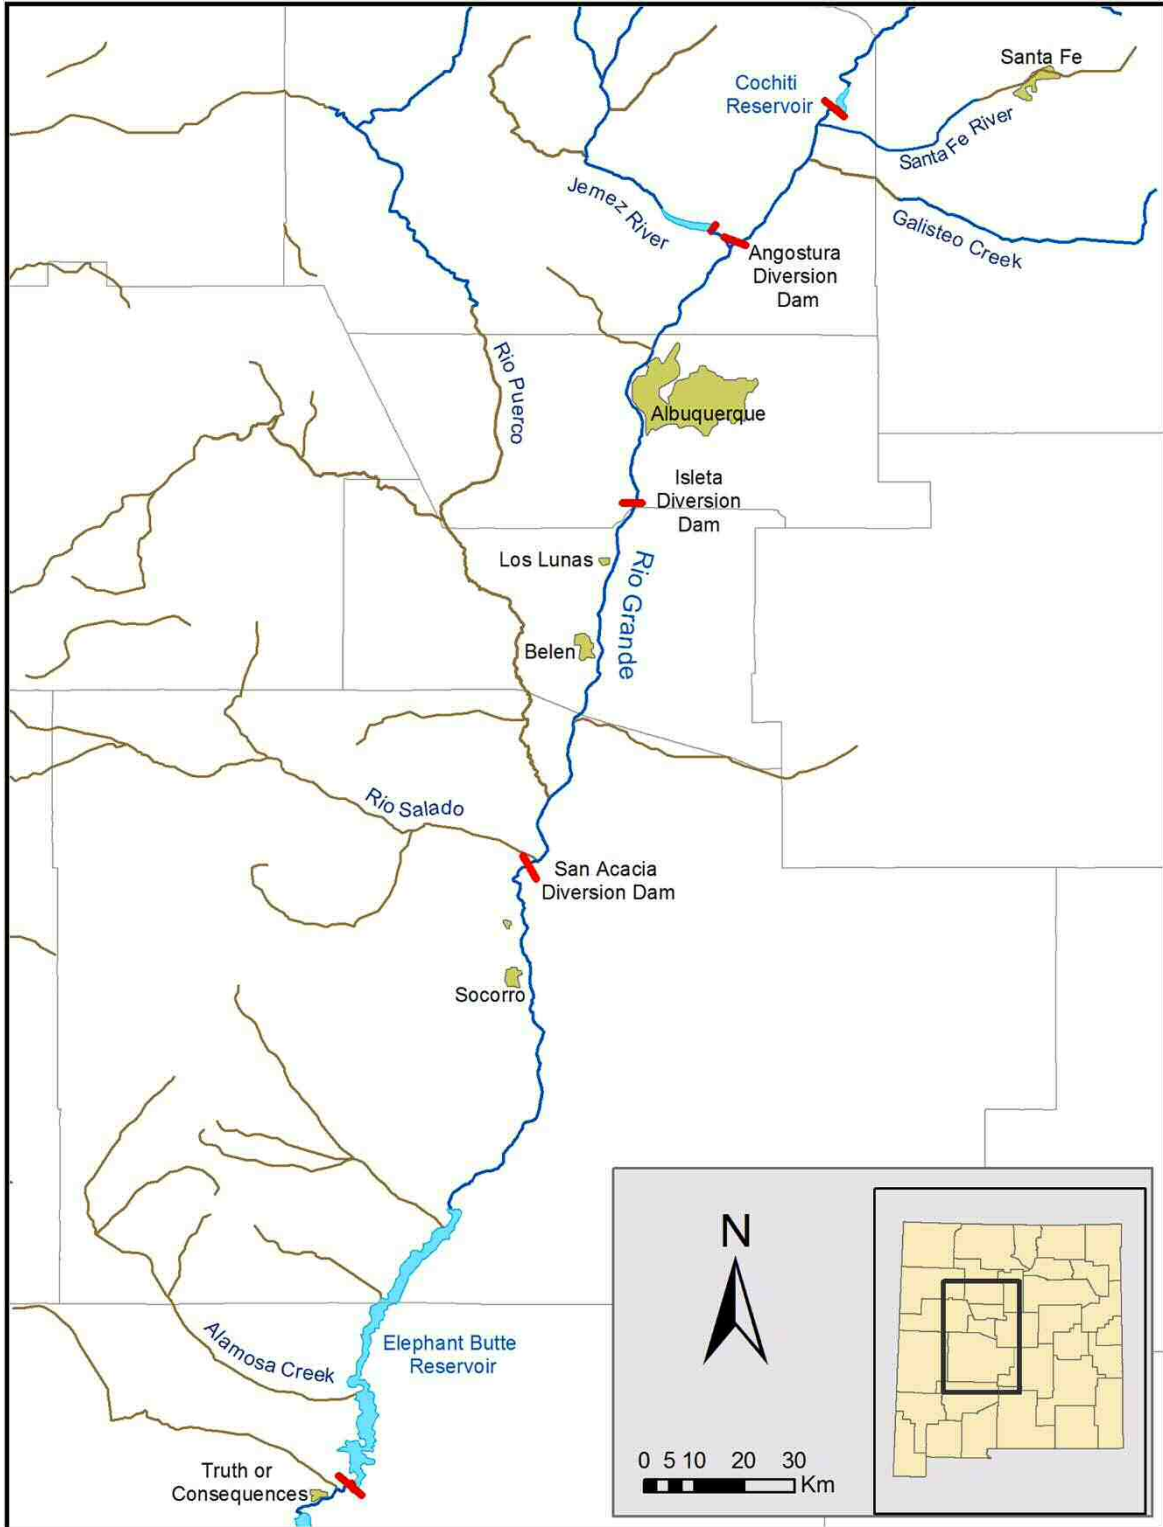 Santa Fe
Cochiti
Reservoir
Santa Fe River
Jemez River
Galisteo Creek
Angostura
Diversion
Dam
Rio Puerco
Albuquerque
Isleta
Diversion
Dam
Los Lunas
Rio Grande
Belen
Rio Salado
San Acacia
Diversion Dam
Socorro
N
Alamosa Creek
Elephant Butte
Reservoir
Truth or
Consequences
0 5 10 20 30
Km